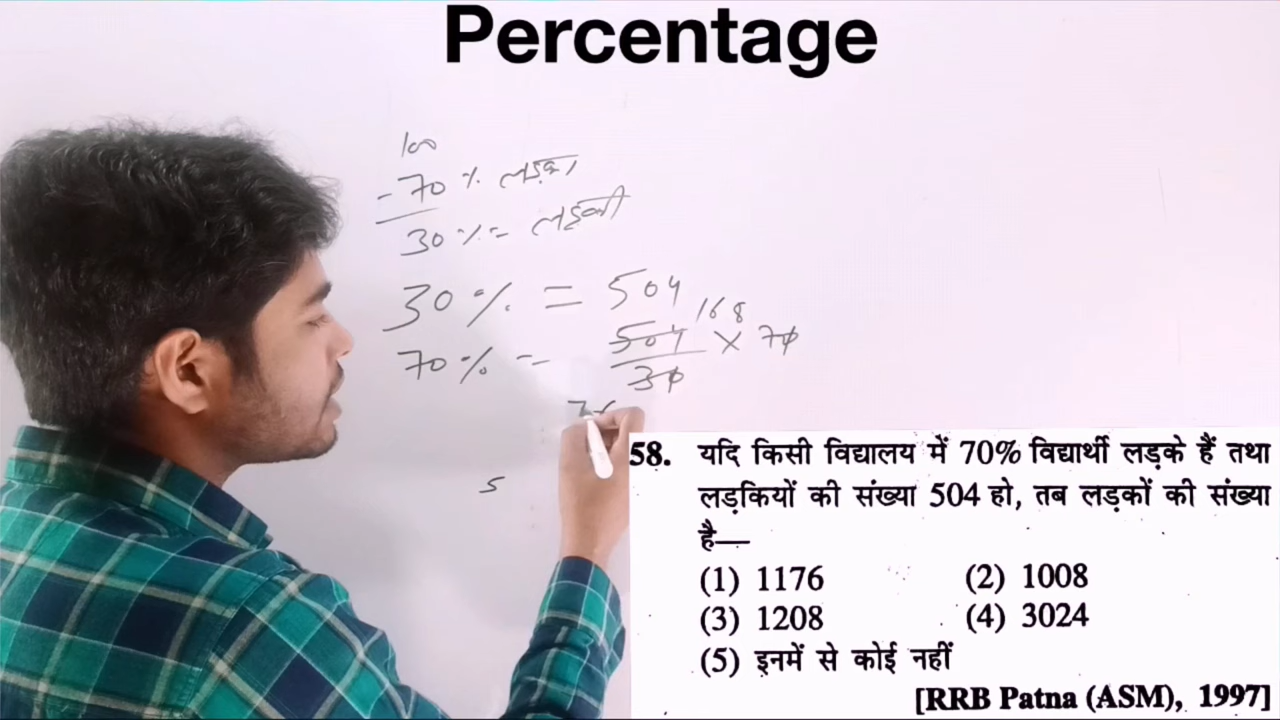 Percentage
100
- 70 % लड़का
30 % = लड़की
30 % = 504
168
70 % = 504 × 70
30
5
58. यदि किसी विद्यालय में 70% विद्यार्थी लड़के हैं तथा
लड़कियों की संख्या 504 हो, तब लड़कों की संख्या
है—
(1) 1176 (2) 1008
(3) 1208 (4) 3024
(5) इनमें से कोई नहीं
[RRB Patna (ASM), 1997]